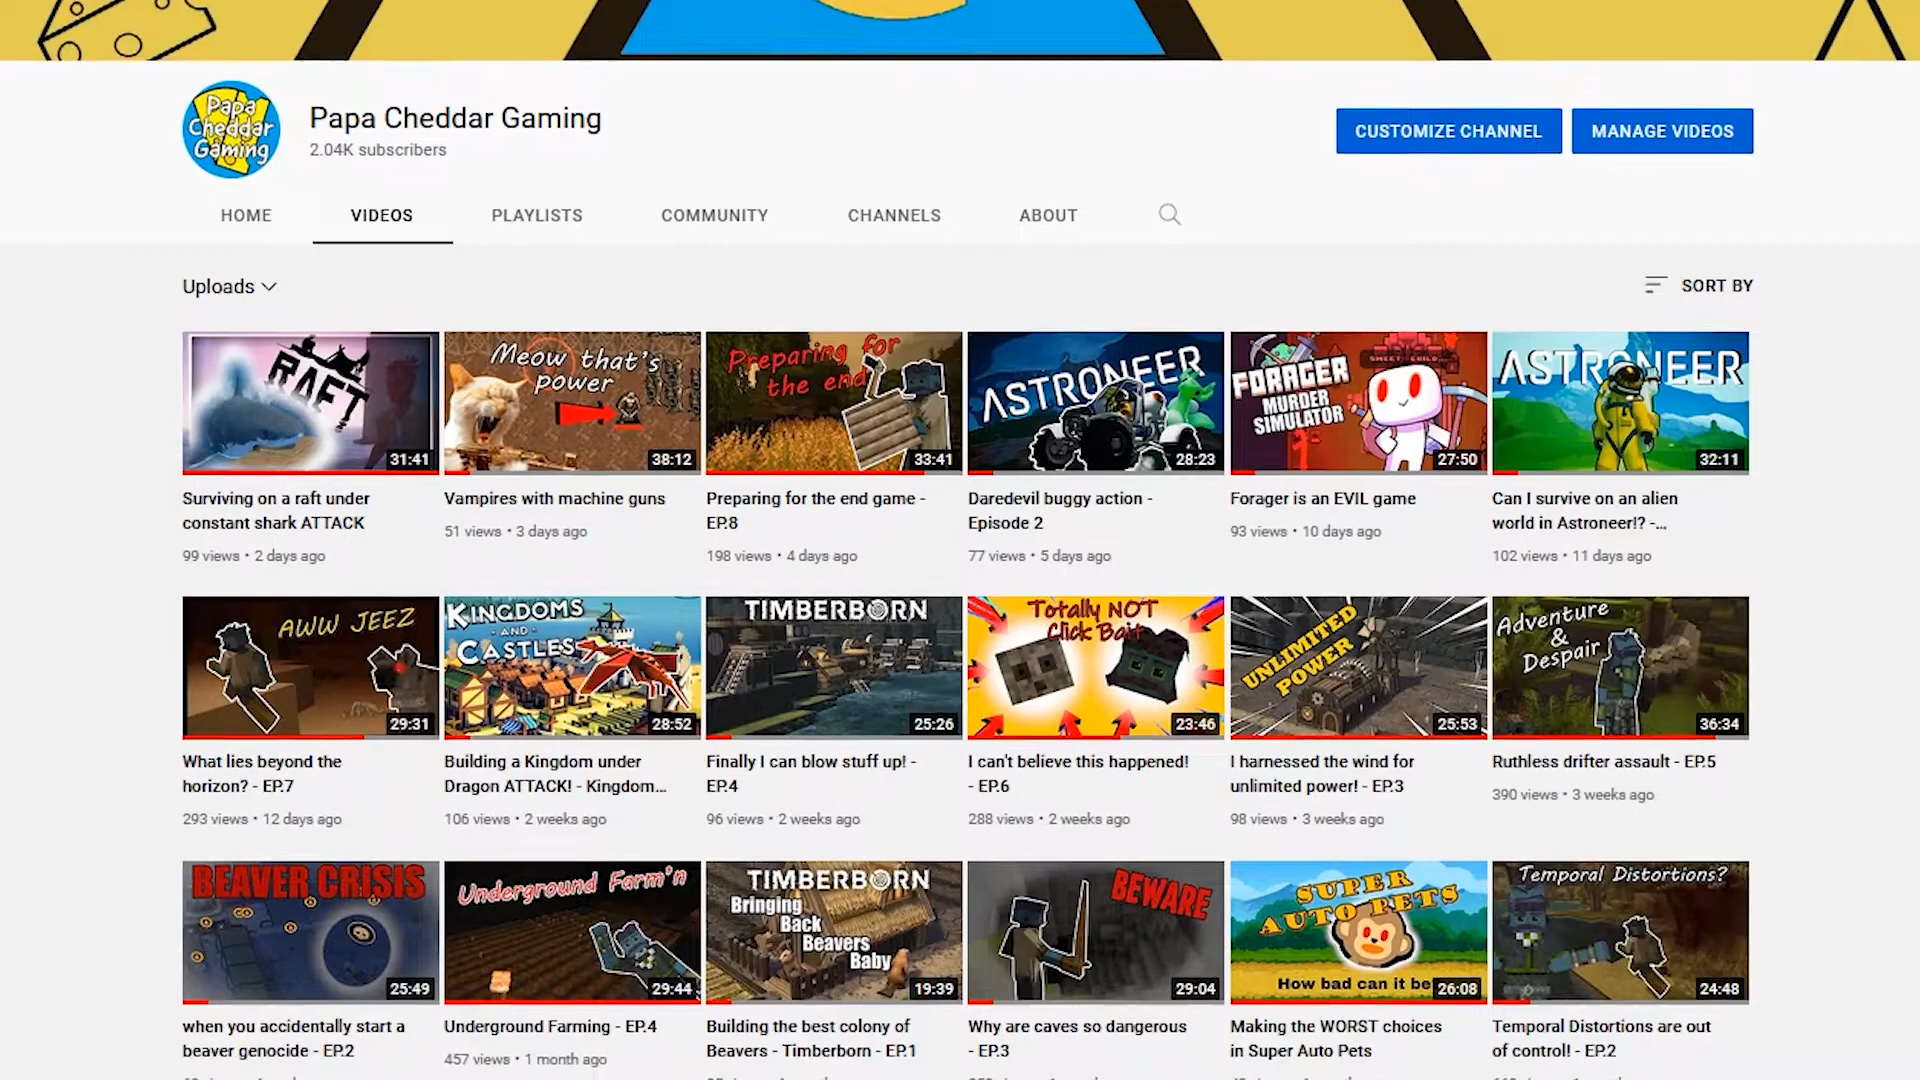 Papa
Cheddar
Gaming
Papa Cheddar Gaming
2.04K subscribers
CUSTOMIZE CHANNEL
MANAGE VIDEOS
HOME
VIDEOS
PLAYLISTS
COMMUNITY
CHANNELS
ABOUT
Uploads
SORT BY
RAFT
31:41
Meow that's
power
38:12
Preparing for
the end
33:41
ASTRONEER
28:23
FORAGER
MURDER
SIMULATOR
SWEET CHILD...
27:50
ASTRONEER
32:11
Surviving on a raft under
constant shark ATTACK
99 views • 2 days ago
Vampires with machine guns
51 views • 3 days ago
Preparing for the end game -
EP.8
198 views • 4 days ago
Daredevil buggy action -
Episode 2
77 views • 5 days ago
Forager is an EVIL game
93 views • 10 days ago
Can I survive on an alien
world in Astroneer!? -...
102 views • 11 days ago
AWW JEEZ
29:31
KINGDOMS
AND
CASTLES
28:52
TIMBERBORN
25:26
Totally NOT
Click Bait
23:46
UNLIMITED
POWER
25:53
Adventure
&
Despair
36:34
What lies beyond the
horizon? - EP.7
293 views • 12 days ago
Building a Kingdom under
Dragon ATTACK! - Kingdom...
106 views • 2 weeks ago
Finally I can blow stuff up! -
EP.4
96 views • 2 weeks ago
I can't believe this happened!
- EP.6
288 views • 2 weeks ago
I harnessed the wind for
unlimited power! - EP.3
98 views • 3 weeks ago
Ruthless drifter assault - EP.5
390 views • 3 weeks ago
BEAVER CRISIS
25:49
Underground Farm'n
29:44
TIMBERBORN
Bringing
Back
Beavers
Baby
19:39
BEWARE
29:04
SUPER
AUTO PETS
How bad can it be
26:08
Temporal Distortions?
24:48
when you accidentally start a
beaver genocide - EP.2
Underground Farming - EP.4
457 views • 1 month ago
Building the best colony of
Beavers - Timberborn - EP.1
Why are caves so dangerous
- EP.3
Making the WORST choices
in Super Auto Pets
Temporal Distortions are out
of control! - EP.2